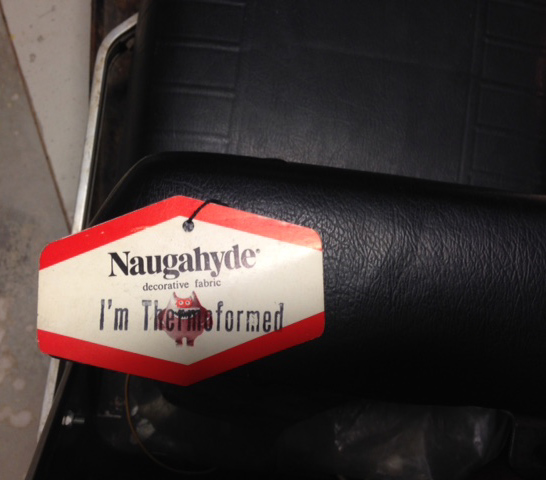 Naugahyde®
decorative fabric
I'm Thermoformed